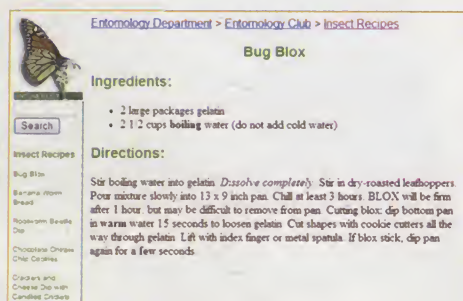 Entomology Department > Entomology Club > Insect Recipes
Bug Blox
Ingredients:
• 2 large packages gelatin
• 2 1/2 cups boiling water (do not add cold water)
Directions:
Stir boiling water into gelatin. Dissolve completely. Stir in dry-roasted leafhoppers.
Pour mixture slowly into 13 x 9 inch pan. Chill at least 3 hours. BLOX will be firm
after 1 hour, but may be difficult to remove from pan. Cutting blox: dip bottom pan
in warm water 15 seconds to loosen gelatin. Cut shapes with cookie cutters all the
way through gelatin. Lift with index finger or metal spatula. If blox stick, dip pan
again for a few seconds.
Search
Insect Recipes
Bug Blox
Banana Worm
Bread
Rootworm Beetle
Dip
Chocolate Chirpie
Chip Cookies
Crackers and
Cheese Dip with
Candied Crickets